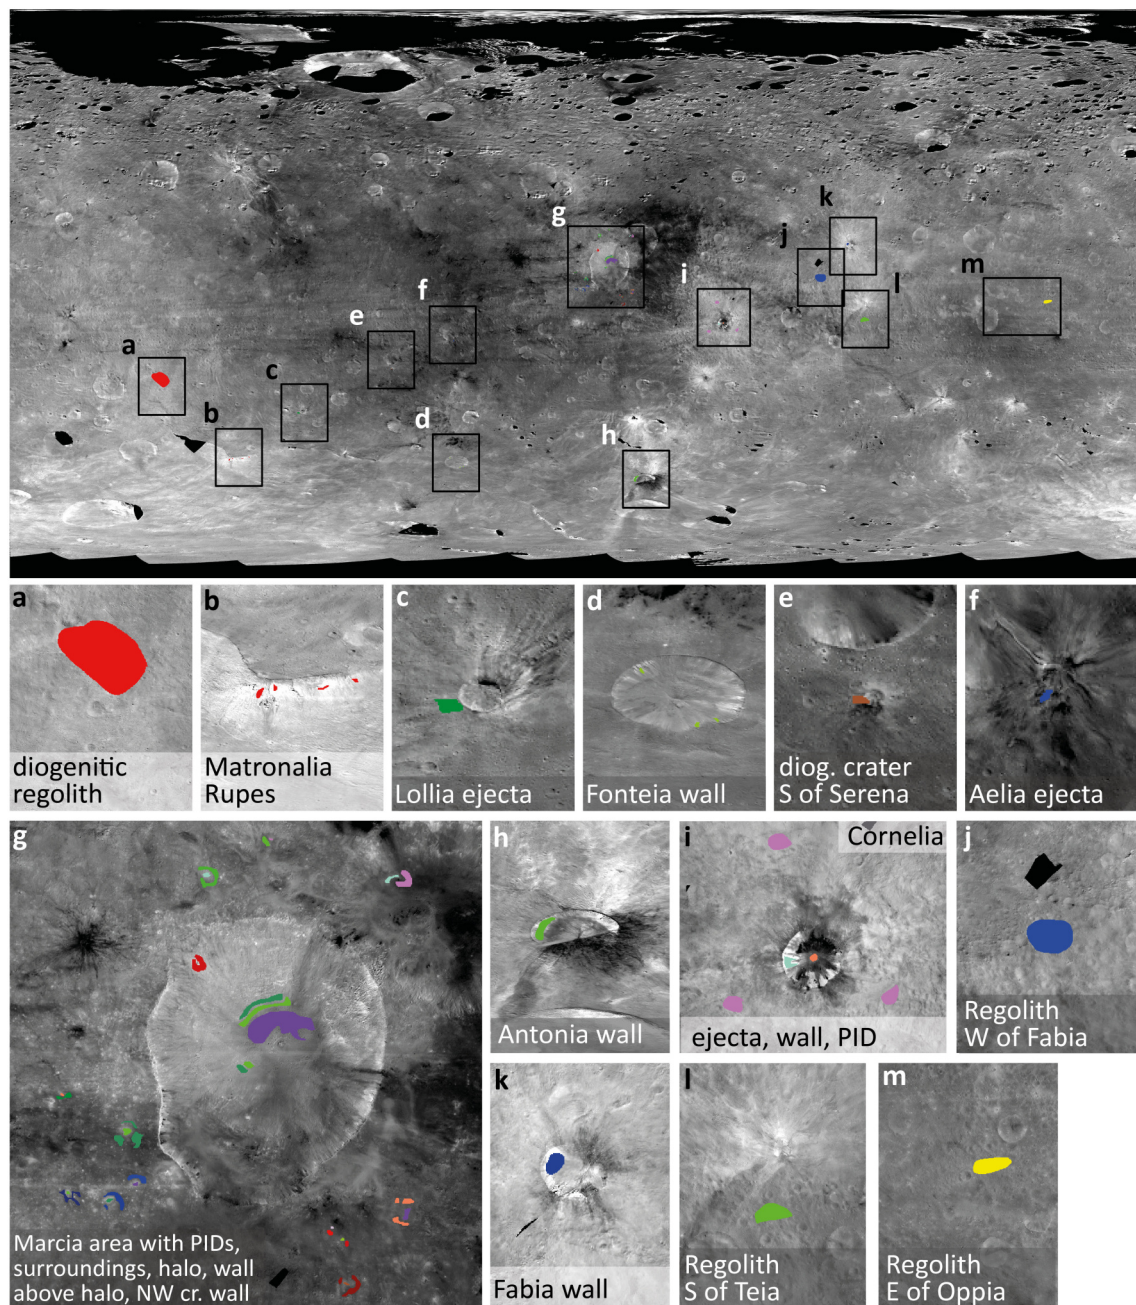 k
g
j
i
l
m
f
e
a
c
b
d
h
a
diogenitic
regolith
b
Matronalia
Rupes
c
Lollia ejecta
d
Fonteia wall
e
diog. crater
S of Serena
f
Aelia ejecta
g
Marcia area with PIDs,
surroundings, halo, wall
above halo, NW cr. wall
h
Antonia wall
i
Cornelia
ejecta, wall, PID
j
Regolith
W of Fabia
k
Fabia wall
l
Regolith
S of Teia
m
Regolith
E of Oppia